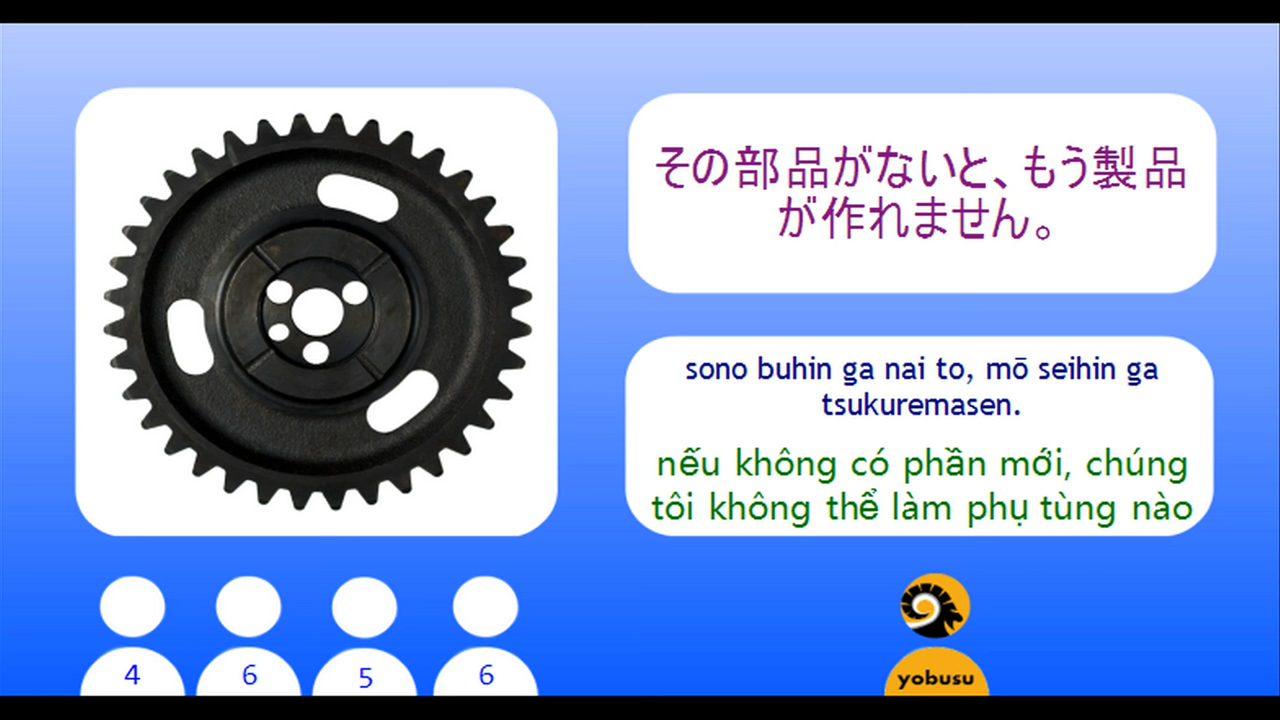 その部品がないと、もう製品
が作れません。
sono buhin ga nai to, mō seihin ga
tsukuremasen.
nếu không có phần mới, chúng
tôi không thể làm phụ tùng nào
4 6 5 6
yobusu